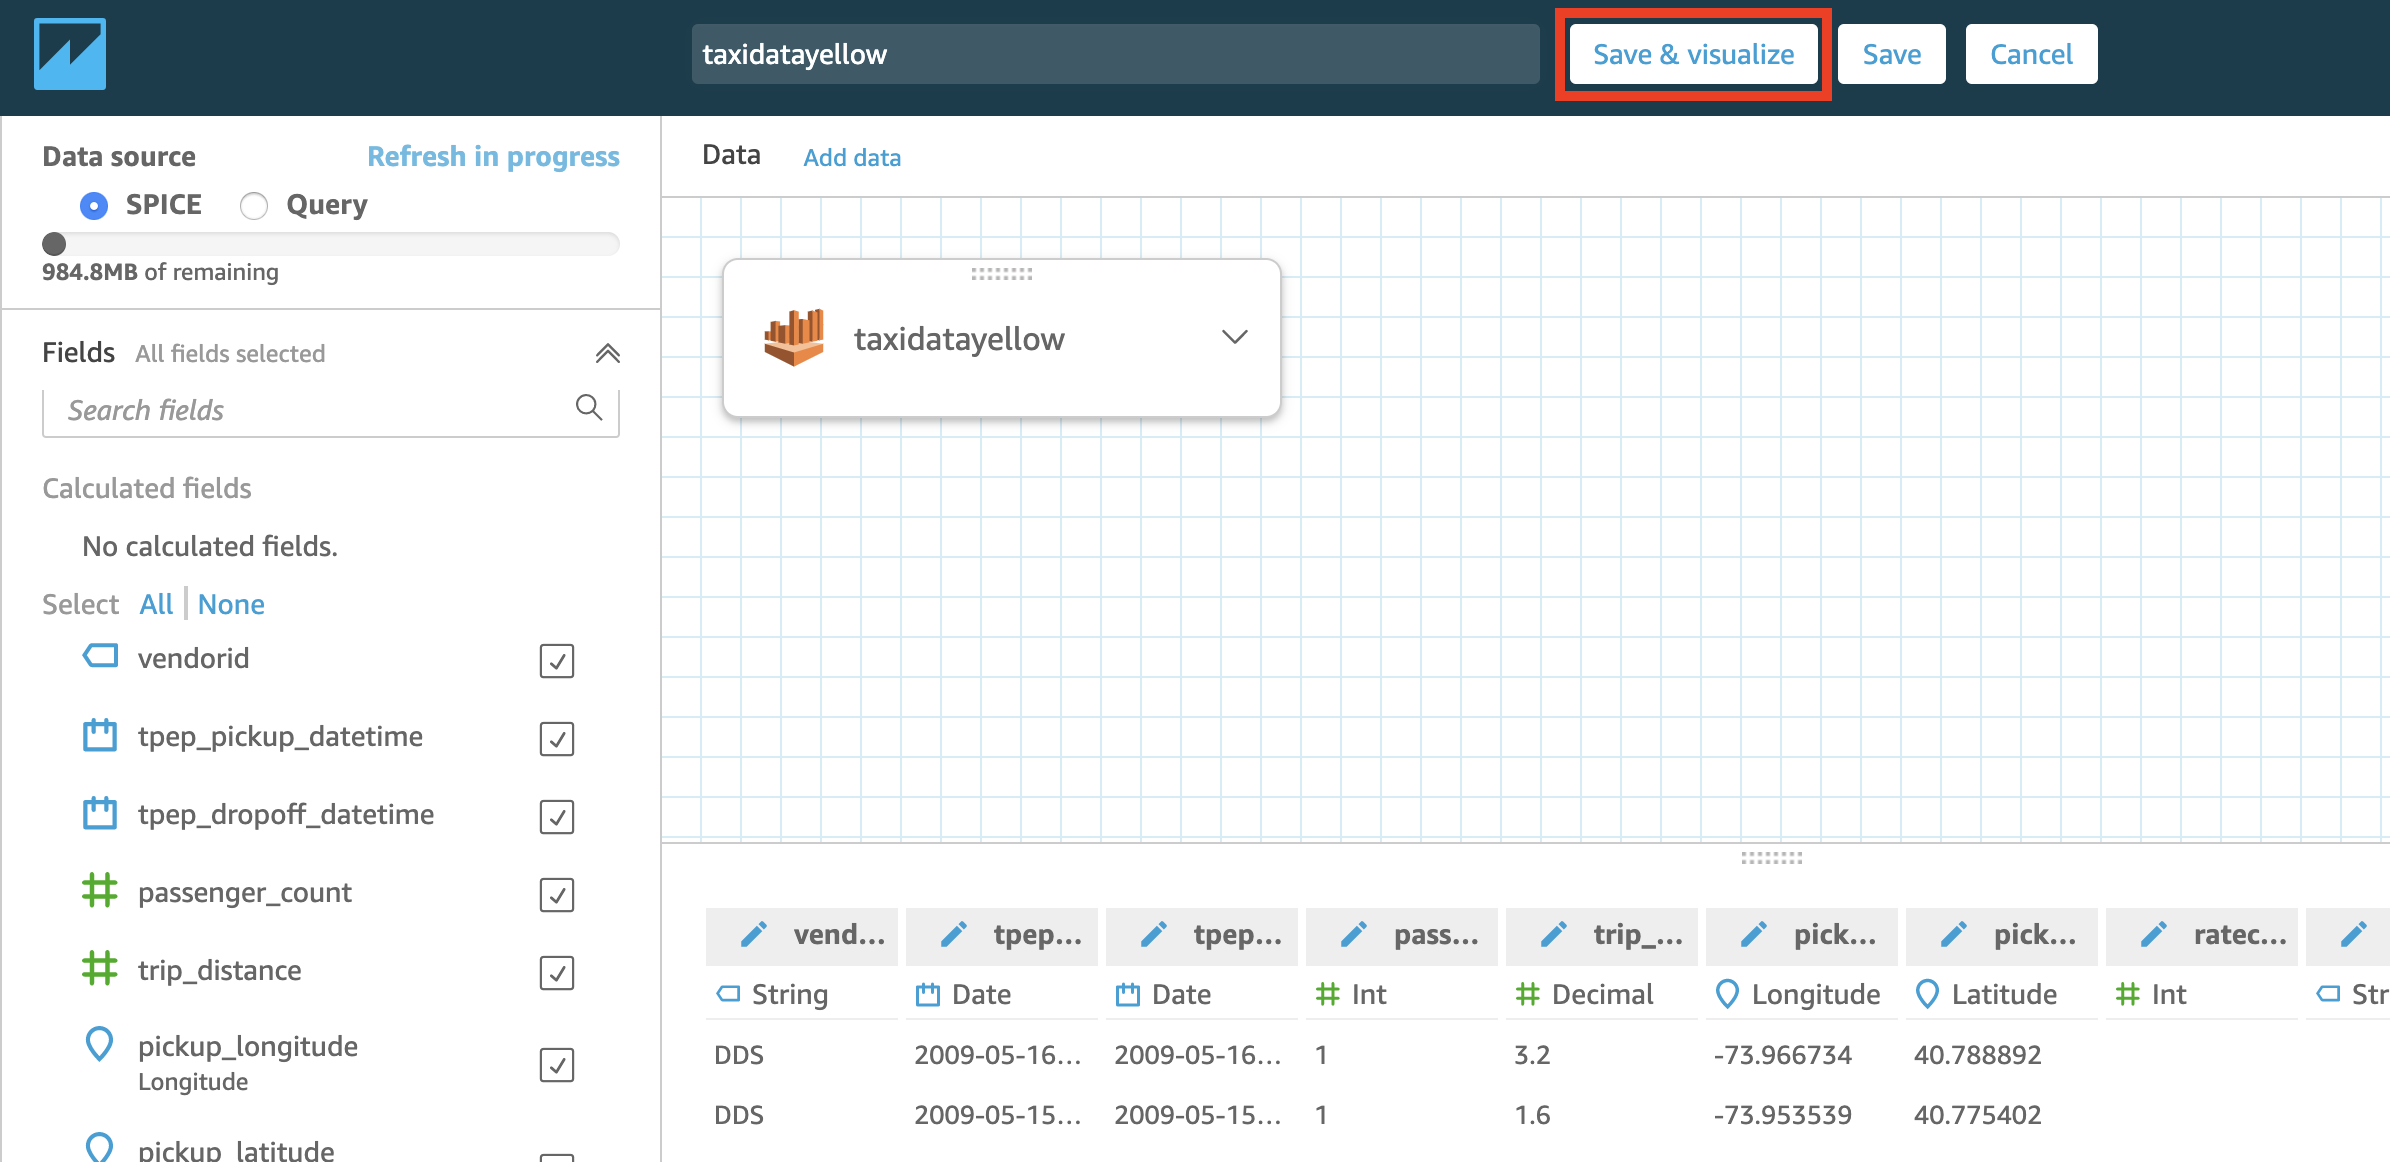 taxidatayellow
Save & visualize
Save
Cancel
Data source
Refresh in progress
SPICE
Query
984.8MB of remaining
Fields All fields selected
Search fields
Calculated fields
No calculated fields.
Select All None
vendorid
tpep_pickup_datetime
tpep_dropoff_datetime
passenger_count
trip_distance
pickup_longitude
Longitude
pickup_latitude
Data Add data
taxidatayellow
vend... tpep... tpep... pass... trip_... pick... pick... ratec...
String Date Date Int Decimal Longitude Latitude Int Str
DDS 2009-05-16... 2009-05-16... 1 3.2 -73.966734 40.788892
DDS 2009-05-15... 2009-05-15... 1 1.6 -73.953539 40.775402